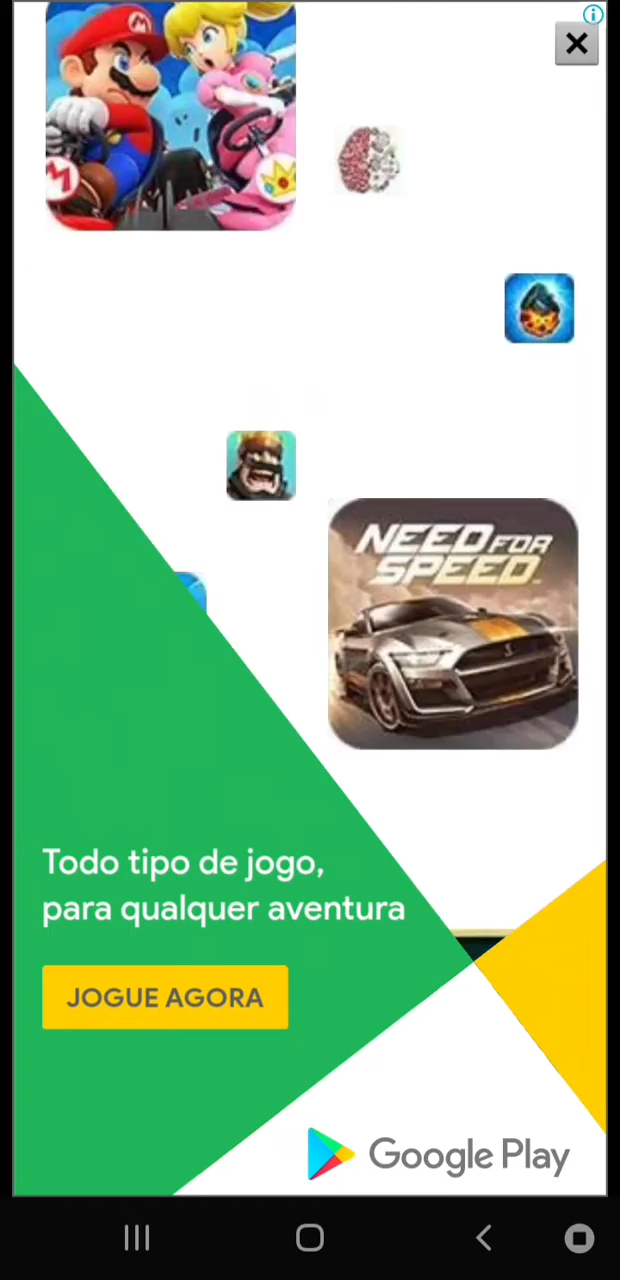 M
M
NEED FOR
SPEED
Todo tipo de jogo,
para qualquer aventura
JOGUE AGORA
Google Play